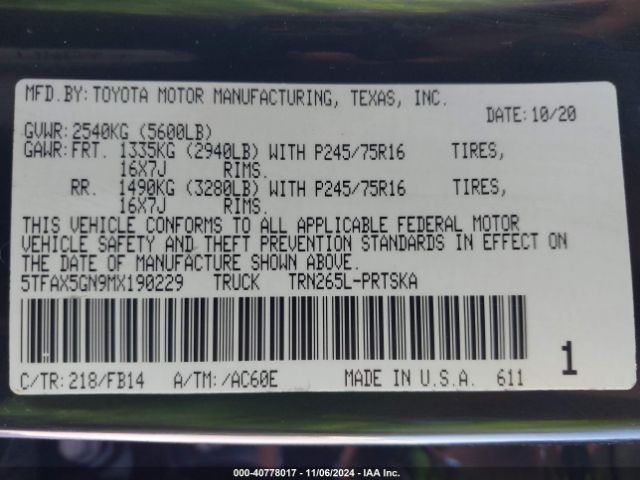 MFD.BY: TOYOTA MOTOR MANUFACTURING, TEXAS, INC.
DATE: 10/20
GVWR: 2540KG (5600LB)
GAWR: FRT. 1335KG (2940LB) WITH P245/75R16 TIRES,
16X7J RIMS.
RR. 1490KG (3280LB) WITH P245/75R16 TIRES,
16X7J RIMS.
THIS VEHICLE CONFORMS TO ALL APPLICABLE FEDERAL MOTOR
VEHICLE SAFETY AND THEFT PREVENTION STANDARDS IN EFFECT ON
THE DATE OF MANUFACTURE SHOWN ABOVE.
5TFAX5GN9MX190229 TRUCK TRN265L-PRTSKA
1
C/TR: 218/FB14 A/TM: /AC60E MADE IN U.S.A. 611
000-40778017 - 11/06/2024 - IAA Inc.